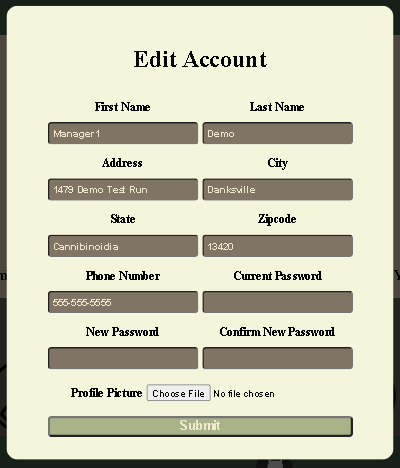 Edit Account
First Name Last Name
Manager1 Demo
Address City
1479 Demo Test Run Danksville
State Zipcode
Cannibinoidia 13420
Phone Number Current Password
555-555-5555
New Password Confirm New Password
Profile Picture Choose File No file chosen
Submit